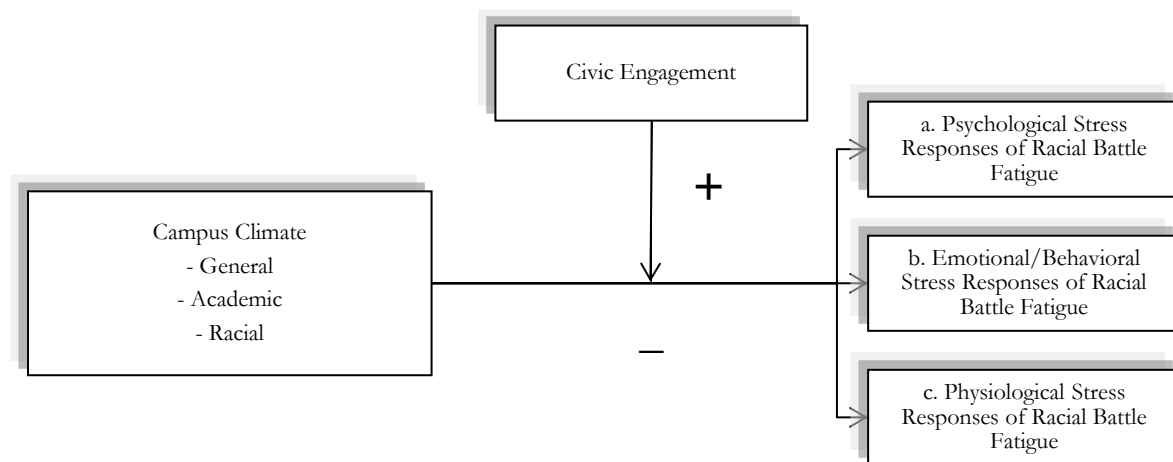 Civic Engagement
+
Campus Climate
- General
- Academic
- Racial
–
a. Psychological Stress
Responses of Racial Battle
Fatigue
b. Emotional/Behavioral
Stress Responses of Racial
Battle Fatigue
c. Physiological Stress
Responses of Racial Battle
Fatigue